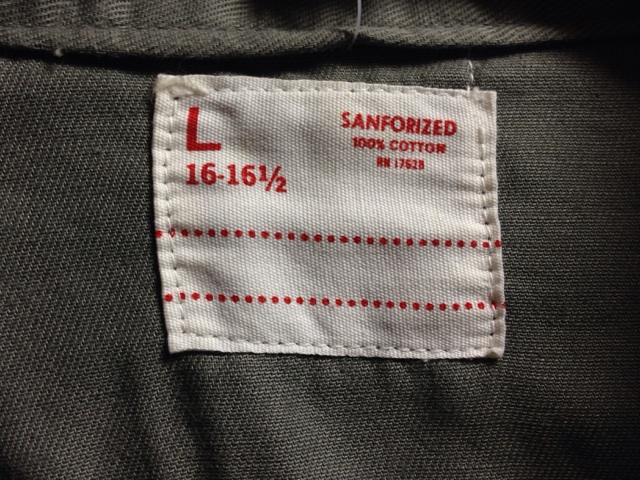 L
16-16½
SANFORIZED
100% COTTON
RN 17628